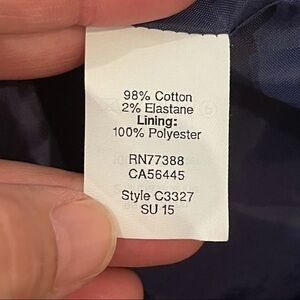 98% Cotton
2% Elastane
Lining:
100% Polyester
RN77388
CA56445
Style C3327
SU 15